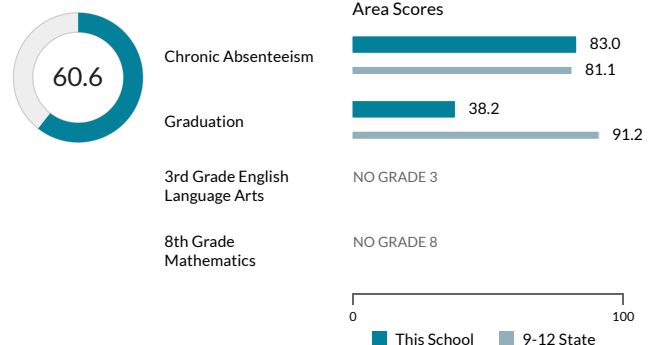 Area Scores
60.6
Chronic Absenteeism
83.0
81.1
Graduation
38.2
91.2
3rd Grade English
Language Arts
NO GRADE 3
8th Grade
Mathematics
NO GRADE 8
0
100
This School
9-12 State